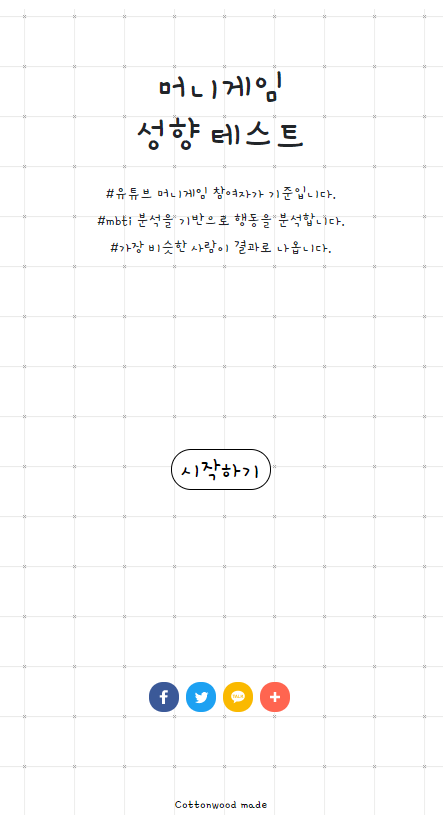 머니게임
성향 테스트
#유튜브 머니게임 참여자가 기준입니다.
#mbti 분석을 기반으로 행동을 분석합니다.
#가장 비슷한 사람이 결과로 나옵니다.
시작하기
TALK
Cottonwood made